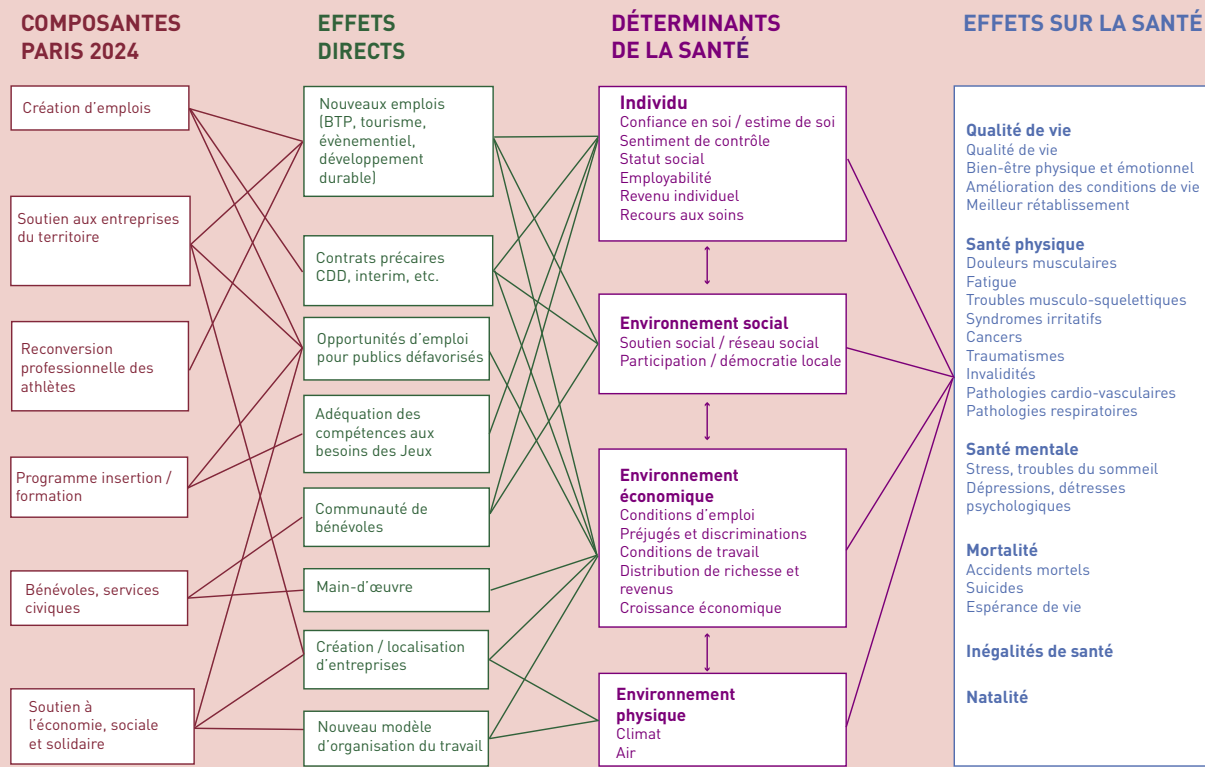 COMPOSANTES
PARIS 2024
Création d'emplois
Soutien aux entreprises
du territoire
Reconversion
professionnelle des
athlètes
Programme insertion /
formation
Bénévoles, services
civiques
Soutien à
l'économie, sociale
et solidaire
EFFETS
DIRECTS
Nouveaux emplois
(BTP, tourisme,
évènementiel,
développement
durable)
Contrats précaires
CDD, interim, etc.
Opportunités d'emploi
pour publics défavorisés
Adéquation des
compétences aux
besoins des Jeux
Communauté de
bénévoles
Main-d'œuvre
Création / localisation
d'entreprises
Nouveau modèle
d'organisation du travail
DÉTERMINANTS
DE LA SANTÉ
Individu
Confiance en soi / estime de soi
Sentiment de contrôle
Statut social
Employabilité
Revenu individuel
Recours aux soins
Environnement social
Soutien social / réseau social
Participation / démocratie locale
Environnement
économique
Conditions d'emploi
Préjugés et discriminations
Conditions de travail
Distribution de richesse et
revenus
Croissance économique
Environnement
physique
Climat
Air
EFFETS SUR LA SANTÉ
Qualité de vie
Qualité de vie
Bien-être physique et émotionnel
Amélioration des conditions de vie
Meilleur rétablissement
Santé physique
Douleurs musculaires
Fatigue
Troubles musculo-squelettiques
Syndromes irritatifs
Cancers
Traumatismes
Invalidités
Pathologies cardio-vasculaires
Pathologies respiratoires
Santé mentale
Stress, troubles du sommeil
Dépressions, détresses
psychologiques
Mortalité
Accidents mortels
Suicides
Espérance de vie
Inégalités de santé
Natalité